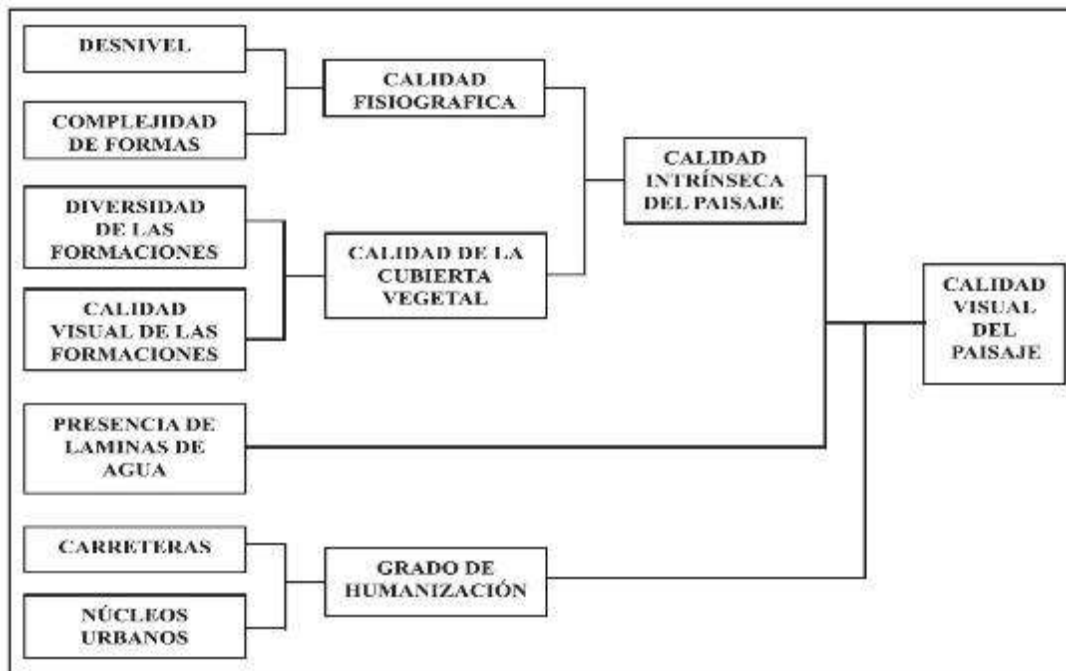 DESNIVEL
COMPLEJIDAD
DE FORMAS
DIVERSIDAD
DE LAS
FORMACIONES
CALIDAD
VISUAL DE LAS
FORMACIONES
PRESENCIA DE
LAMINAS DE
AGUA
CARRETERAS
NÚCLEOS
URBANOS
CALIDAD
FISIOGRAFICA
CALIDAD DE LA
CUBIERTA
VEGETAL
GRADO DE
HUMANIZACIÓN
CALIDAD
INTRÍNSECA
DEL PAISAJE
CALIDAD
VISUAL
DEL
PAISAJE